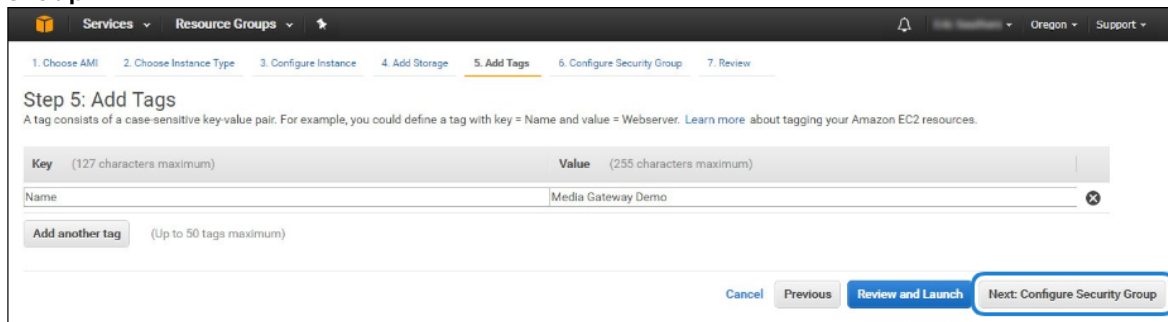 Services Resource Groups Oregon Support
1. Choose AMI 2. Choose Instance Type 3. Configure Instance 4. Add Storage 5. Add Tags 6. Configure Security Group 7. Review
Step 5: Add Tags
A tag consists of a case-sensitive key-value pair. For example, you could define a tag with key = Name and value = Webserver. Learn more about tagging your Amazon EC2 resources.
Key (127 characters maximum) Value (255 characters maximum)
Name Media Gateway Demo
Add another tag (Up to 50 tags maximum)
Cancel Previous Review and Launch Next: Configure Security Group